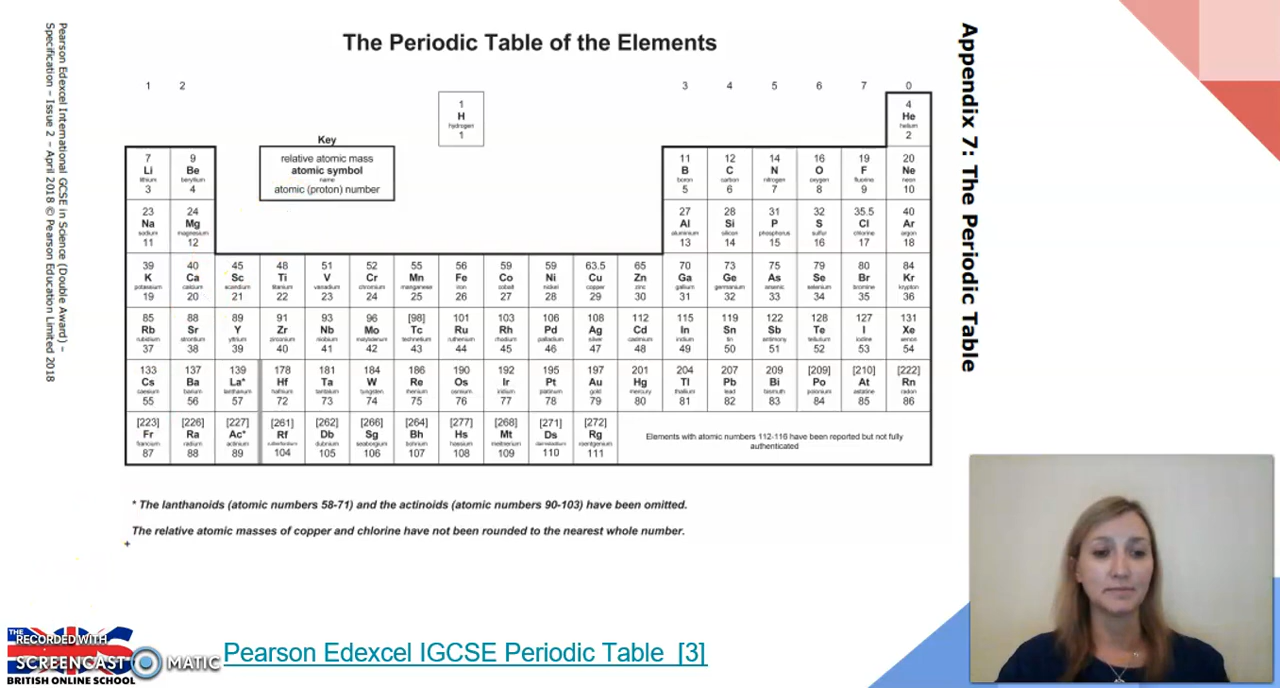 The Periodic Table of the Elements
1 2 3 4 5 6 7 0
1
H
hydrogen
1
4
He
helium
2
Key
relative atomic mass
atomic symbol
name
atomic (proton) number
7 9 11 12 14 16 19 20
Li Be B C N O F Ne
lithium beryllium boron carbon nitrogen oxygen fluorine neon
3 4 5 6 7 8 9 10
23 24 27 28 31 32 35.5 40
Na Mg Al Si P S Cl Ar
sodium magnesium aluminium silicon phosphorus sulfur chlorine argon
11 12 13 14 15 16 17 18
39 40 45 48 51 52 55 56 59 59 63.5 65 70 73 75 79 80 84
K Ca Sc Ti V Cr Mn Fe Co Ni Cu Zn Ga Ge As Se Br Kr
potassium calcium scandium titanium vanadium chromium manganese iron cobalt nickel copper zinc gallium germanium arsenic selenium bromine krypton
19 20 21 22 23 24 25 26 27 28 29 30 31 32 33 34 35 36
85 88 89 91 93 96 [98] 101 103 106 108 112 115 119 122 128 127 131
Rb Sr Y Zr Nb Mo Tc Ru Rh Pd Ag Cd In Sn Sb Te I Xe
rubidium strontium yttrium zirconium niobium molybdenum technetium ruthenium rhodium palladium silver cadmium indium tin antimony tellurium iodine xenon
37 38 39 40 41 42 43 44 45 46 47 48 49 50 51 52 53 54
133 137 139 178 181 184 186 190 192 195 197 201 204 207 209 [209] [210] [222]
Cs Ba La* Hf Ta W Re Os Ir Pt Au Hg Tl Pb Bi Po At Rn
caesium barium lanthanum hafnium tantalum tungsten rhenium osmium iridium platinum gold mercury thallium lead bismuth polonium astatine radon
55 56 57 72 73 74 75 76 77 78 79 80 81 82 83 84 85 86
[223] [226] [227] [261] [262] [266] [264] [277] [268] [271] [272]
Fr Ra Ac* Rf Db Sg Bh Hs Mt Ds Rg
francium radium actinium rutherfordium dubnium seaborgium bohrium hassium meitnerium darmstadtium roentgenium
87 88 89 104 105 106 107 108 109 110 111
Elements with atomic numbers 112-116 have been reported but not fully
authenticated
* The lanthanoids (atomic numbers 58-71) and the actinoids (atomic numbers 90-103) have been omitted.
The relative atomic masses of copper and chlorine have not been rounded to the nearest whole number.
Appendix 7: The Periodic Table
Pearson Edexcel International GCSE in Science (Double Award) –
Specification – Issue 2 – April 2018 © Pearson Education Limited 2018
Pearson Edexcel IGCSE Periodic Table [3]
THE
RECORDED WITH
SCREENCAST MATIC
BRITISH ONLINE SCHOOL